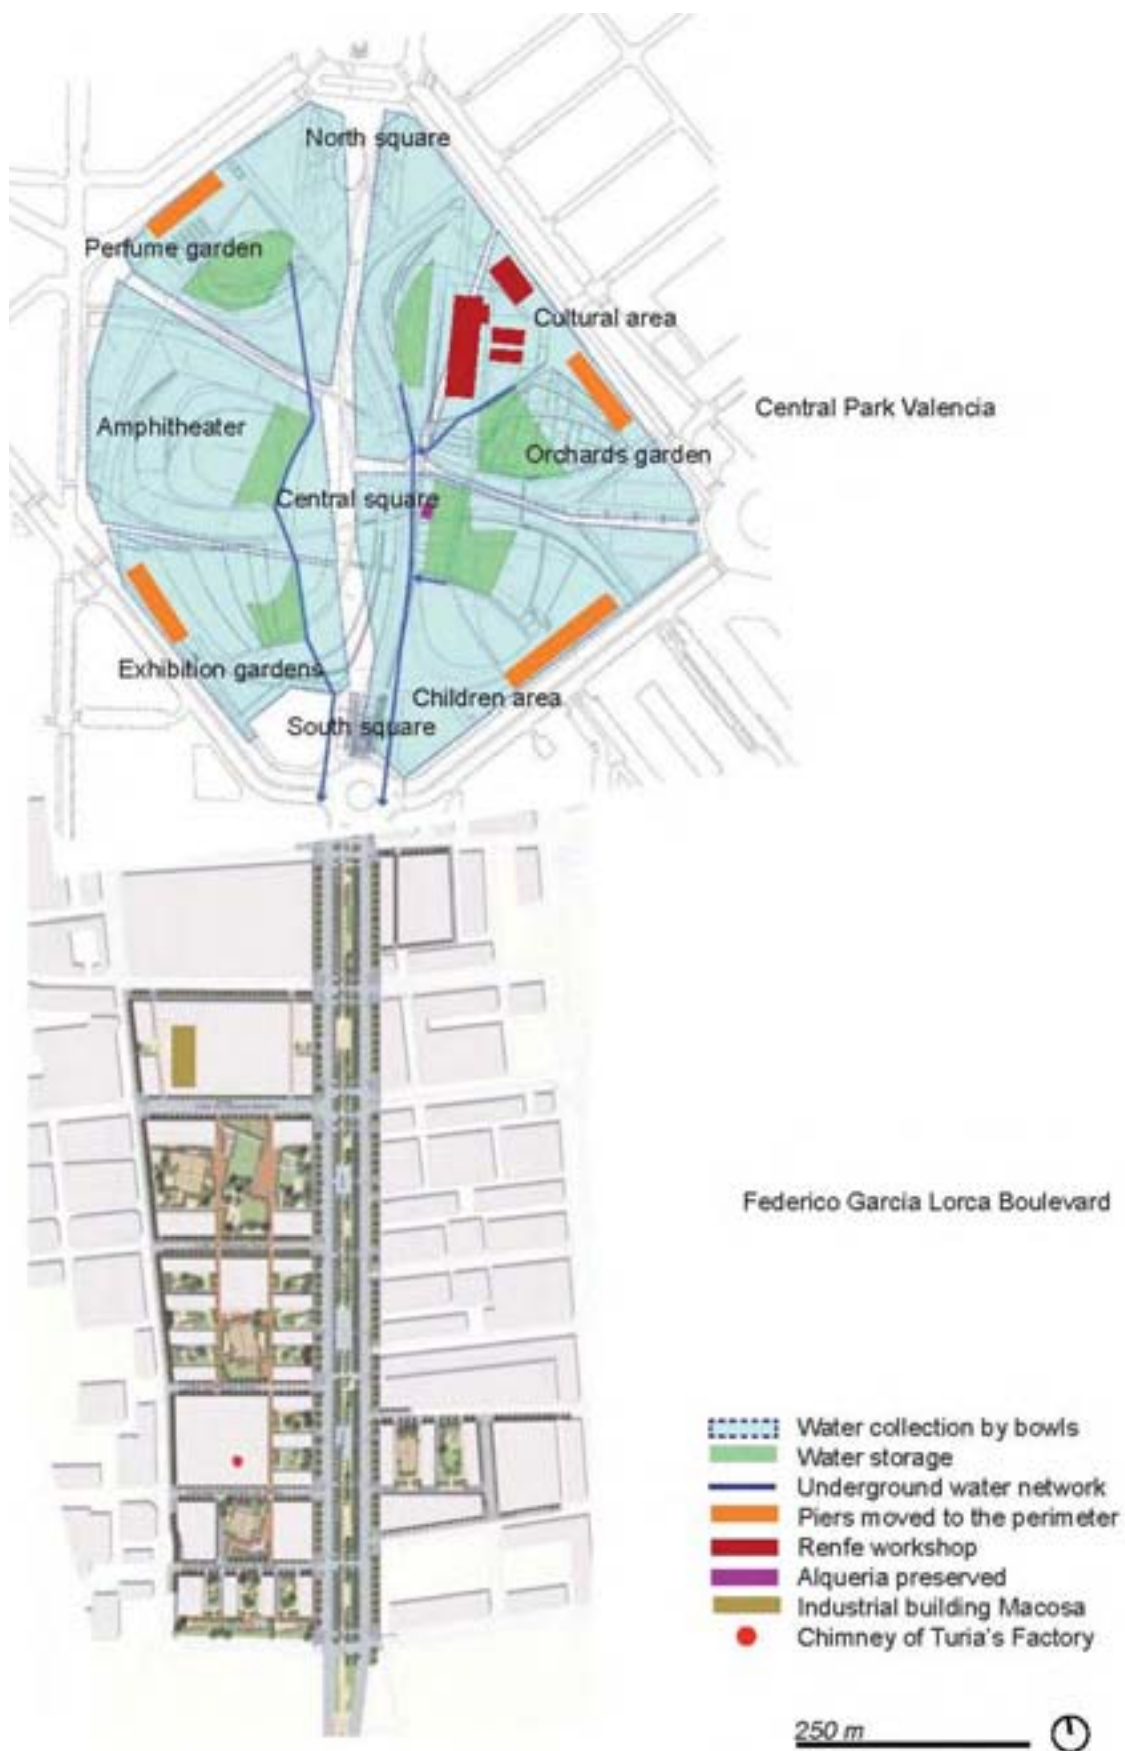 North square
Perfume garden
Cultural area
Central Park Valencia
Amphitheater
Orchards garden
Central square
Exhibition gardens
Children area
South square
Federico Garcia Lorca Boulevard
Water collection by bowls
Water storage
Underground water network
Piers moved to the perimeter
Renfe workshop
Alqueria preserved
Industrial building Macosa
Chimney of Turia's Factory
250 m